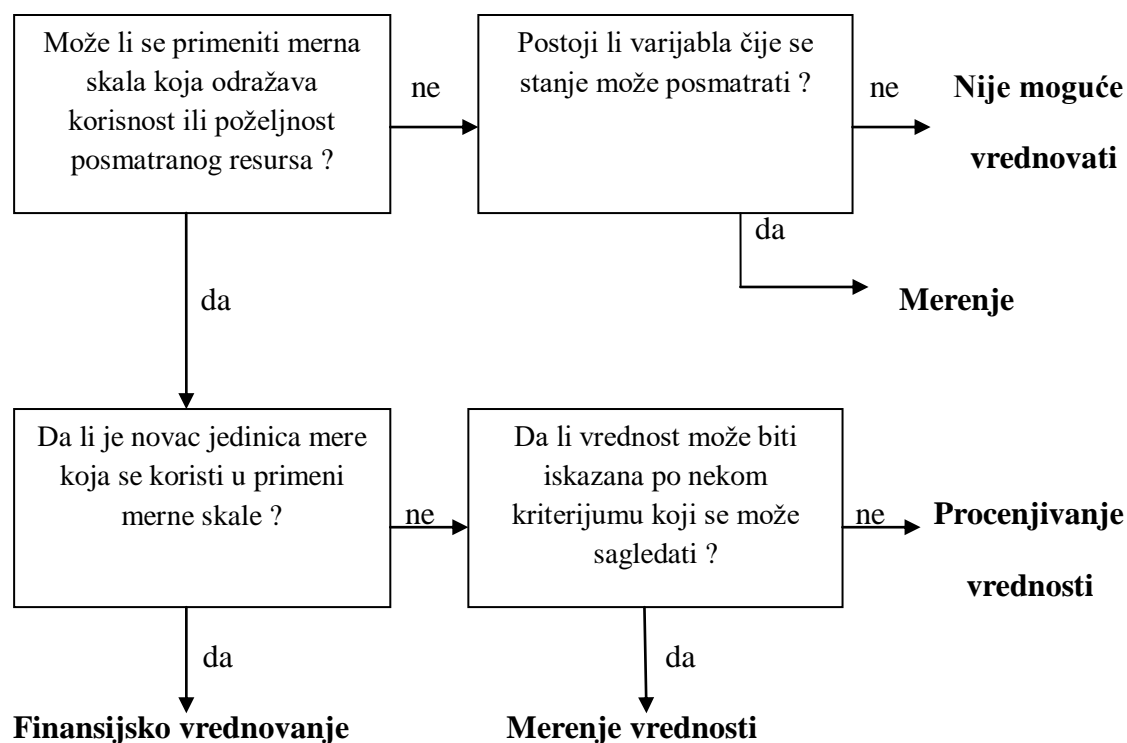 Može li se primeniti merna
skala koja odražava
korisnost ili poželjnost
posmatranog resursa ?
ne
Postoji li varijabla čije se
stanje može posmatrati ?
ne
Nije moguće
vrednovati
da
Merenje
da
Da li je novac jedinica mere
koja se koristi u primeni
merne skale ?
ne
Da li vrednost može biti
iskazana po nekom
kriterijumu koji se može
sagledati ?
ne
Procenjivanje
vrednosti
da
da
Finansijsko vrednovanje
Merenje vrednosti